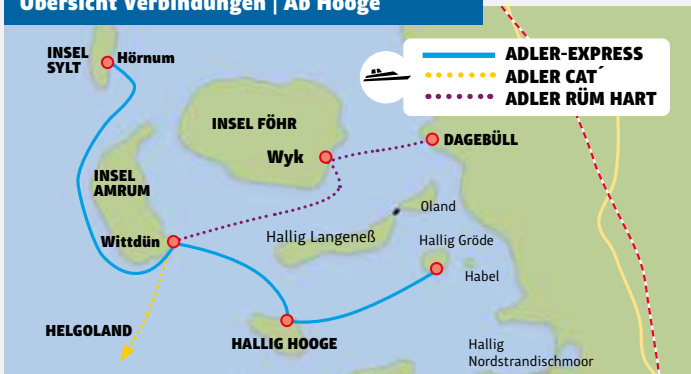 Übersicht Verbindungen | Ab Hooge
INSEL
SYLT
Hörnum
ADLER-EXPRESS
ADLER CAT´
ADLER RÜM HART
INSEL FÖHR
Wyk
DAGEBÜLL
INSEL
AMRUM
Oland
Wittdün
Hallig Langeneß
Hallig Gröde
Habel
HELGOLAND
HALLIG HOOGE
Hallig
Nordstrandischmoor